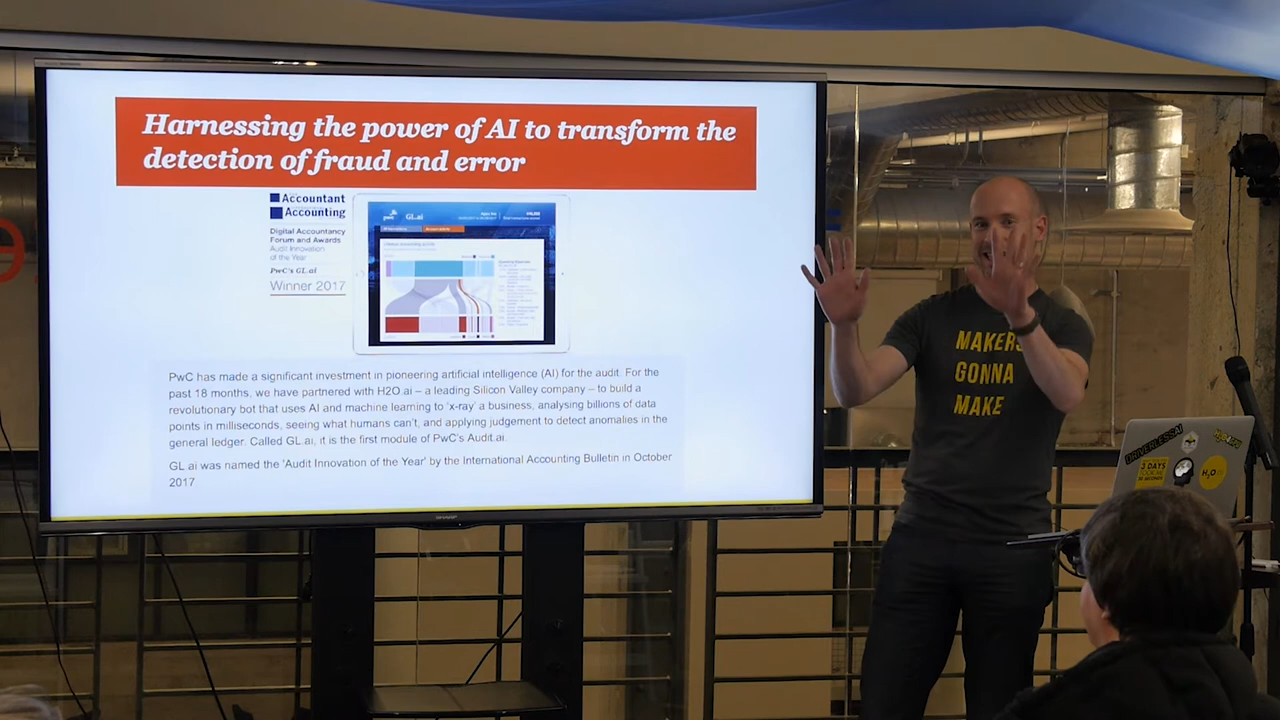 Harnessing the power of AI to transform the
detection of fraud and error
The
Accountant
Accounting
Digital Accountancy
Forum and Awards
Audit Innovation
of the Year
PwC's GL.ai
Winner 2017
pwc GL.ai
PwC has made a significant investment in pioneering artificial intelligence (AI) for the audit. For the
past 18 months, we have partnered with H2O.ai – a leading Silicon Valley company – to build a
revolutionary bot that uses AI and machine learning to 'x-ray' a business, analysing billions of data
points in milliseconds, seeing what humans can't, and applying judgement to detect anomalies in the
general ledger. Called GL.ai, it is the first module of PwC's Audit.ai.
GL.ai was named the 'Audit Innovation of the Year' by the International Accounting Bulletin in October
2017.
SHARP
MAKERS
GONNA
MAKE
DRIVERLESSAI
3 DAYS
H2O